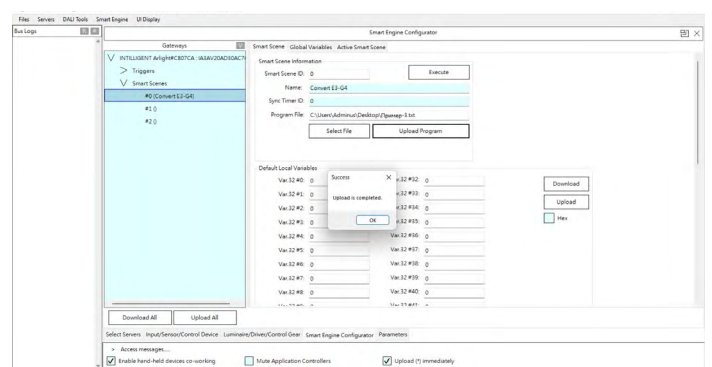 Files Servers DALI Tools Smart Engine UI Display
Bus Logs
Smart Engine Configurator
Gateways
INTILLIGENT Arlight#C807CA : IA3AV20ADS0AC7
Triggers
Smart Scenes
#0 (Convert E3-G4)
#1 ()
#2 ()
Download All Upload All
Smart Scene Global Variables Active Smart Scene
Smart Scene Information
Smart Scene ID: 0 Execute
Name: Convert E3-G4
Sync Timer ID: 0
Program File: C:\Users\Adminus\Desktop\Пример-3.txt
Select File Upload Program
Default Local Variables
Var.32 #0: 0 Var.32 #32: 0
Var.32 #1: 0 Var.32 #33: 0
Var.32 #2: 0 #34: 0
Var.32 #3: 0 #35: 0
Var.32 #4: 0 Var.32 #36: 0
Var.32 #5: 0 Var.32 #37: 0
Var.32 #6: 0 Var.32 #38: 0
Var.32 #7: 0 Var.32 #39: 0
Var.32 #8: 0 Var.32 #40: 0
Var.32 #41:
Download
Upload
Hex
Success
Upload is completed.
OK
Select Servers Input/Sensor/Control Device Luminaire/Driver/Control Gear Smart Engine Configurator Parameters
> Access messages...
Enable hand-held devices co-working Mute Application Controllers Upload (*) immediately